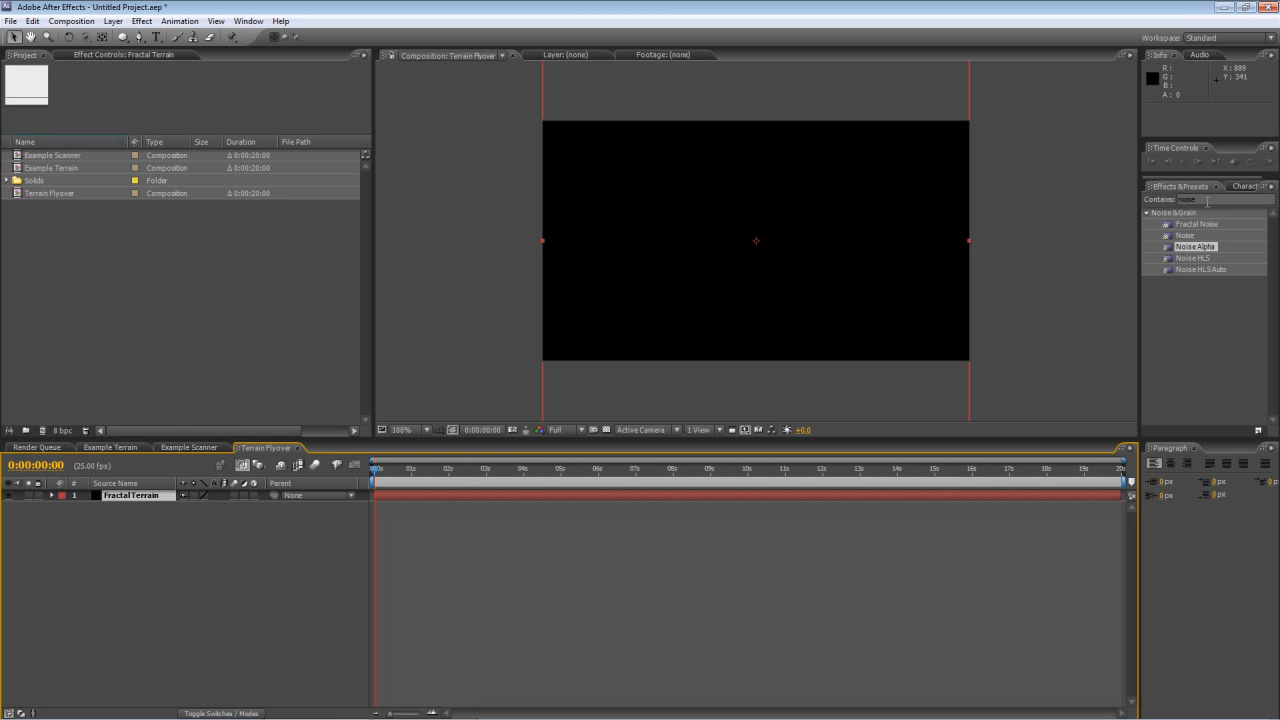 Adobe After Effects - Untitled Project.aep *
File Edit Composition Layer Effect Animation View Window Help
Workspace: Standard
Project Effect Controls: Fractal Terrain
Composition: Terrain Flyover Layer: (none) Footage: (none)
Info Audio
R : X : 889
G : Y : 341
B :
A : 0
Name Type Size Duration File Path
Example Scanner Composition Δ 0:00:20:00
Example Terrain Composition Δ 0:00:20:00
Solids Folder
Terrain Flyover Composition Δ 0:00:20:00
Time Controls
Effects & Presets Charact
Contains: noise
Noise & Grain
Fractal Noise
Noise
Noise Alpha
Noise HLS
Noise HLS Auto
8 bpc
100% 0:00:00:00 Full Active Camera 1 View +0.0
Render Queue Example Terrain Example Scanner Terrain Flyover
Paragraph
0:00:00:00 (25.00 fps)
01s 02s 03s 04s 05s 06s 07s 08s 09s 10s 11s 12s 13s 14s 15s 16s 17s 18s 19s 20s
# Source Name Parent
1 Fractal Terrain None
0 px 0 px 0 p
0 px 0 px
Toggle Switches / Modes